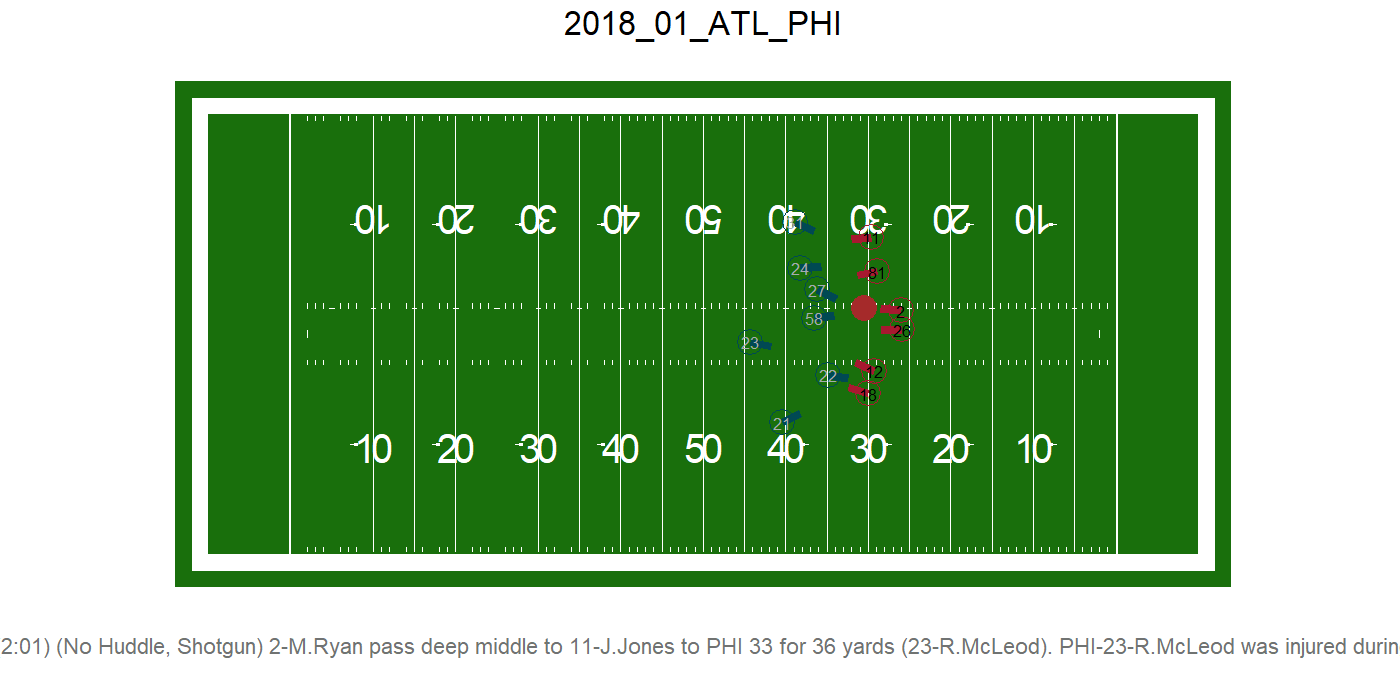 2018_01_ATL_PHI
10 20 30 40 50 40 30 20 10
11
24 81
27
2
58
26
23
22 12
18
21
10 20 30 40 50 40 30 20 10
2:01) (No Huddle, Shotgun) 2-M.Ryan pass deep middle to 11-J.Jones to PHI 33 for 36 yards (23-R.McLeod). PHI-23-R.McLeod was injured durin